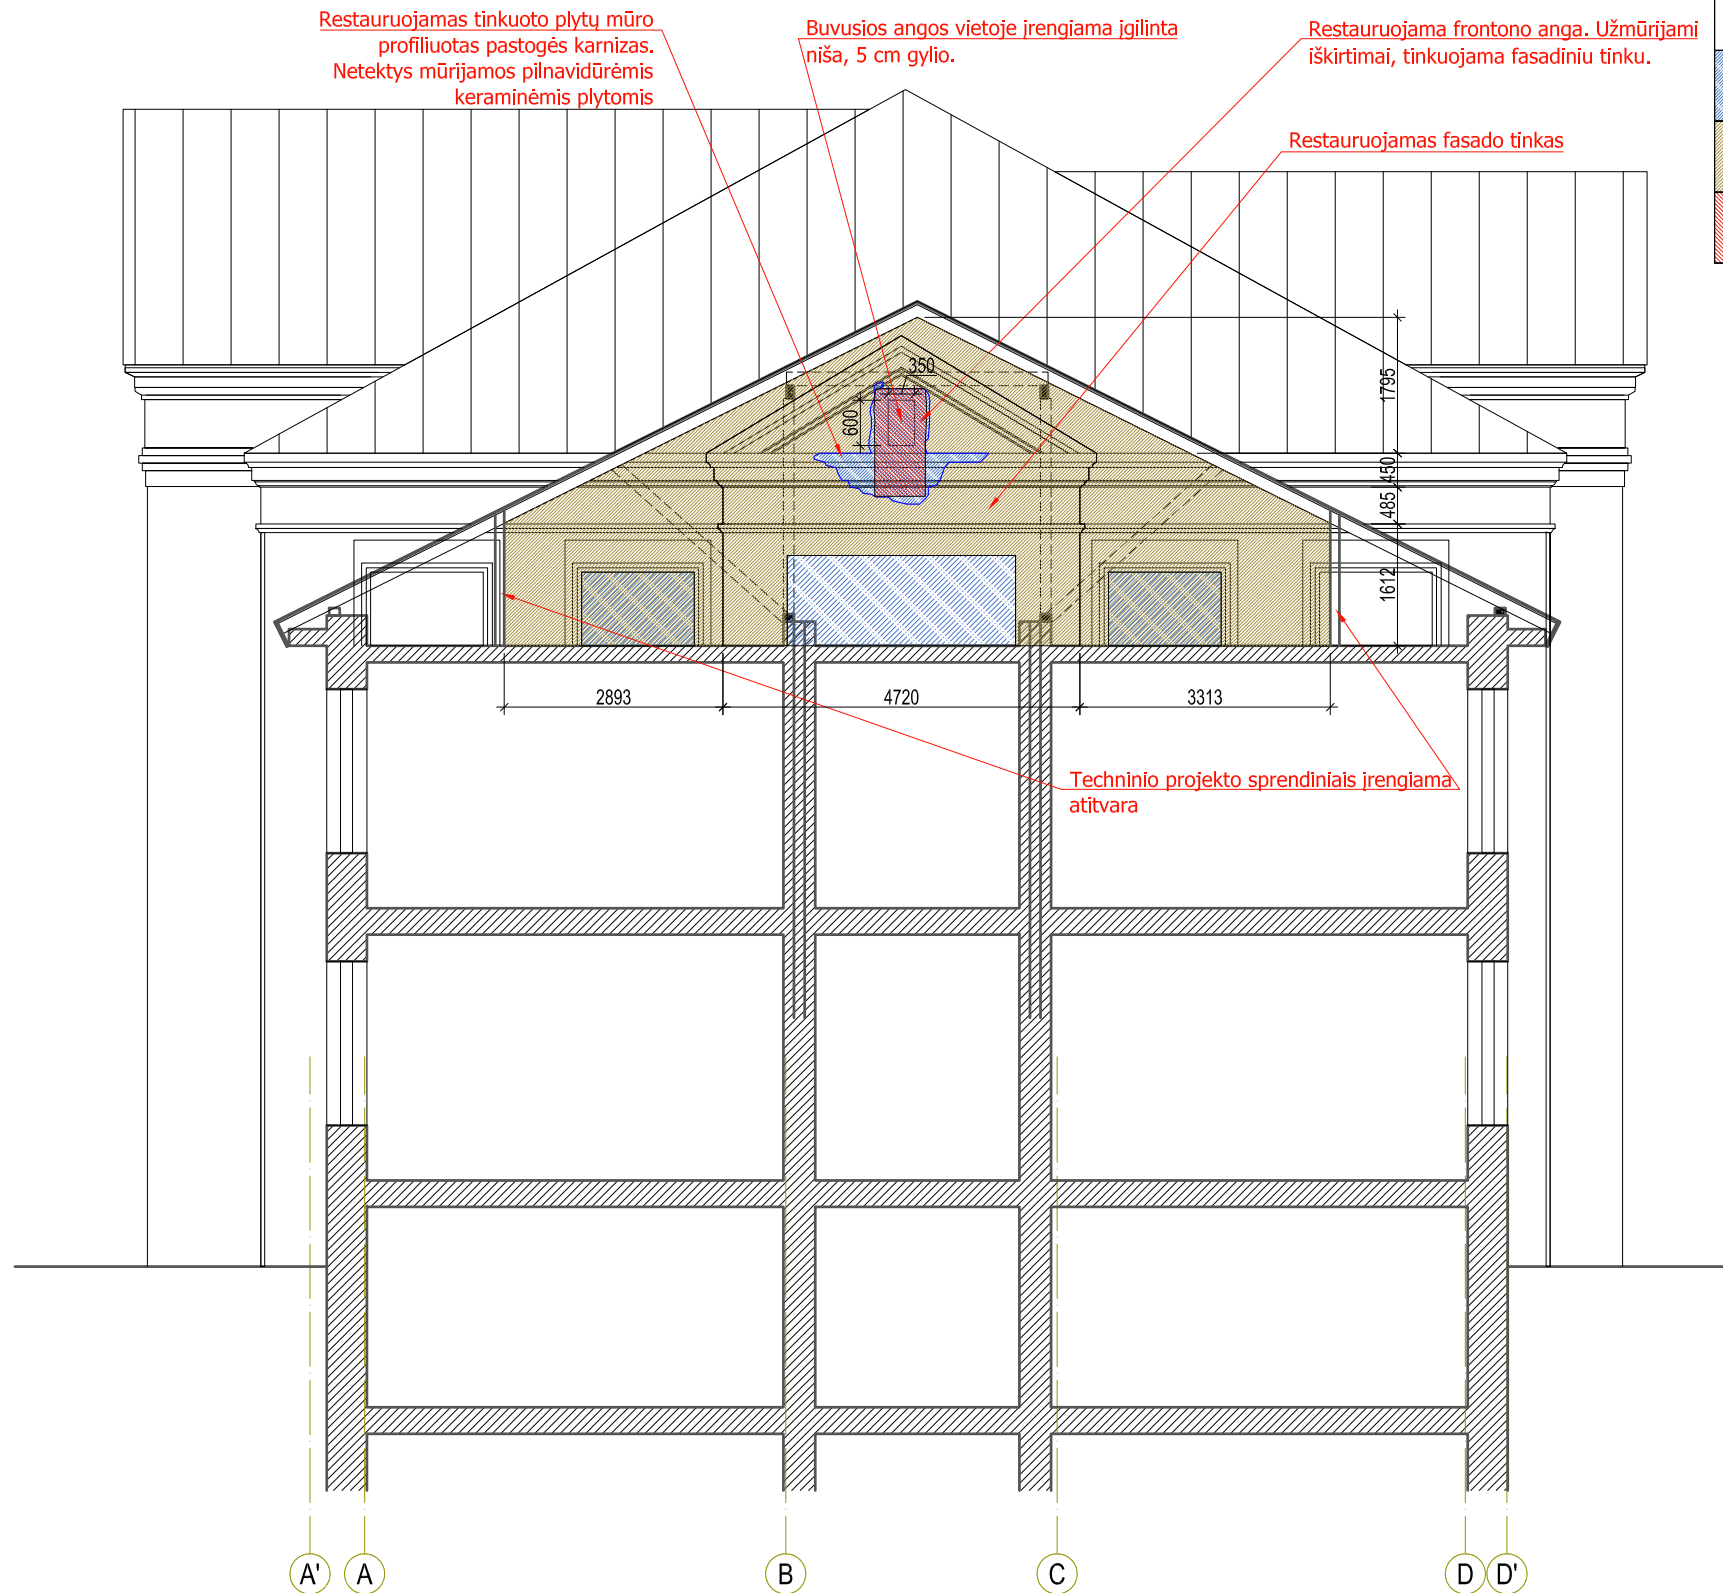 Restauruojamas tinkuoto plytų mūro
profiliuotas pastogės karnizas.
Netektys mūrijamos pilnavidūrėmis
keraminėmis plytomis
Buvusios angos vietoje įrengiama įgilinta
niša, 5 cm gylio.
Restauruojama frontono anga. Užmūrijami
iškirtimai, tinkuojama fasadiniu tinku.
Restauruojamas fasado tinkas
350
600
1795
450
485
1612
2893
4720
3313
Techninio projekto sprendiniais įrengiama
atitvara
A'
A
B
C
D
D'